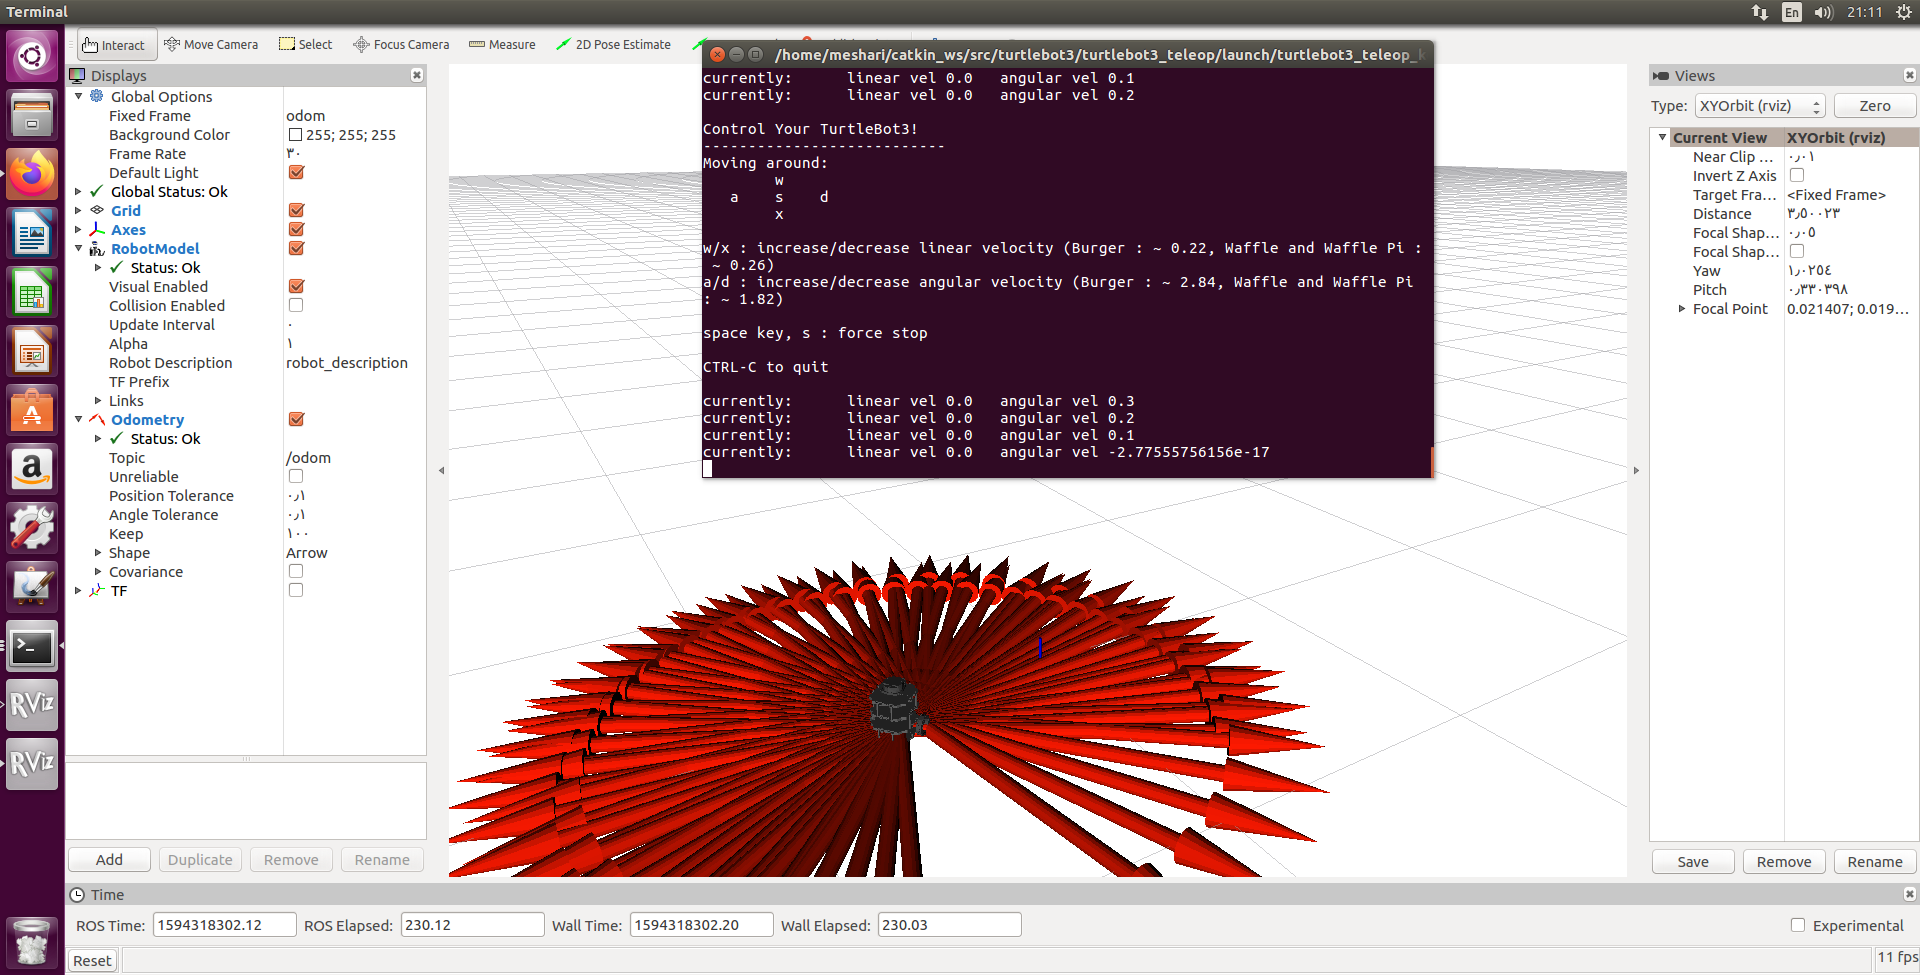 Terminal
En
21:11
Interact
Move Camera
Select
Focus Camera
Measure
2D Pose Estimate
Displays
Global Options
Fixed Frame odom
Background Color 255; 255; 255
Frame Rate ٣٠
Default Light
Global Status: Ok
Grid
Axes
RobotModel
Status: Ok
Visual Enabled
Collision Enabled
Update Interval ٠
Alpha ١
Robot Description robot_description
TF Prefix
Links
Odometry
Status: Ok
Topic /odom
Unreliable
Position Tolerance ٠٫١
Angle Tolerance ٠٫١
Keep ١٠٠
Shape Arrow
Covariance
TF
Add Duplicate Remove Rename
/home/meshari/catkin_ws/src/turtlebot3/turtlebot3_teleop/launch/turtlebot3_teleop_k
currently: linear vel 0.0 angular vel 0.1
currently: linear vel 0.0 angular vel 0.2
Control Your TurtleBot3!
---------------------------
Moving around:
w
a s d
x
w/x : increase/decrease linear velocity (Burger : ~ 0.22, Waffle and Waffle Pi :
~ 0.26)
a/d : increase/decrease angular velocity (Burger : ~ 2.84, Waffle and Waffle Pi
: ~ 1.82)
space key, s : force stop
CTRL-C to quit
currently: linear vel 0.0 angular vel 0.3
currently: linear vel 0.0 angular vel 0.2
currently: linear vel 0.0 angular vel 0.1
currently: linear vel 0.0 angular vel -2.77555756156e-17
Views
Type: XYOrbit (rviz) Zero
Current View XYOrbit (rviz)
Near Clip ... ٠٫٠١
Invert Z Axis
Target Fra... <Fixed Frame>
Distance ٣٫٥٠٠٢٣
Focal Shap... ٠٫٠٥
Focal Shap...
Yaw ١٫٠٢٥٤
Pitch ٠٫٣٣٠٣٩٨
Focal Point 0.021407; 0.019...
Save Remove Rename
RViz
RViz
Time
ROS Time: 1594318302.12 ROS Elapsed: 230.12 Wall Time: 1594318302.20 Wall Elapsed: 230.03 Experimental
Reset
11 fps